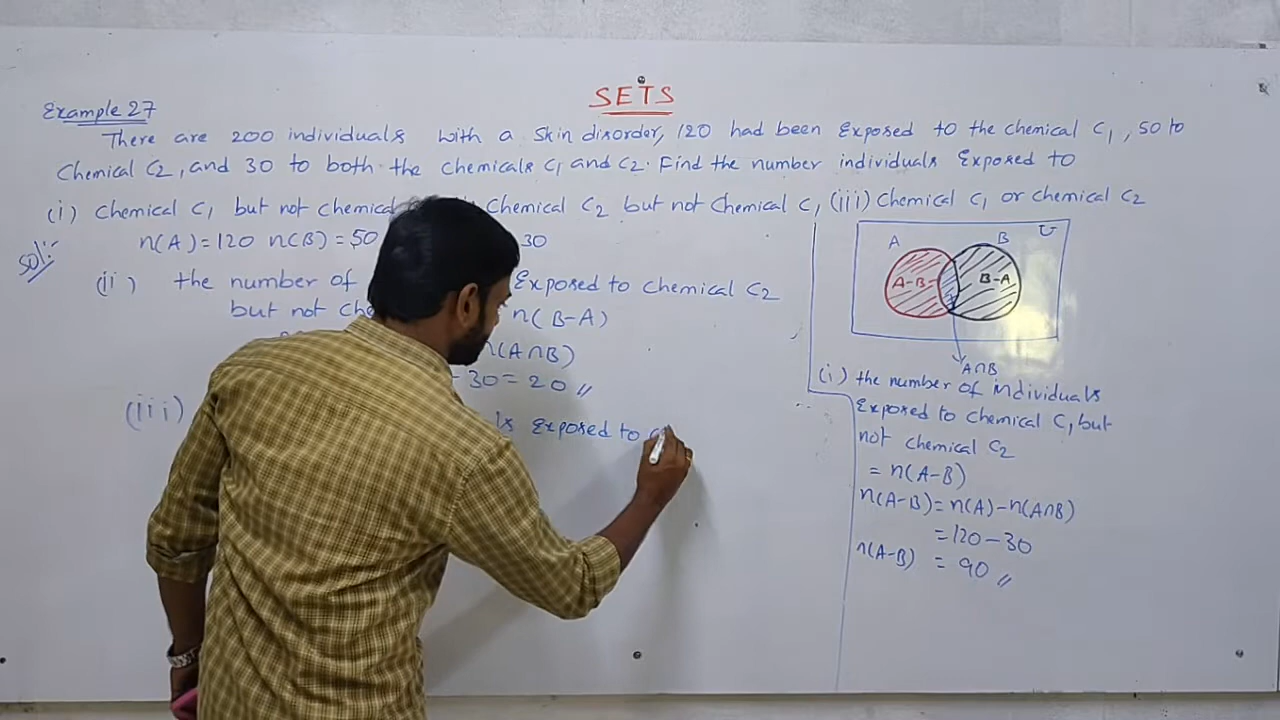 SETS
Example 27
There are 200 individuals with a skin disorder, 120 had been Exposed to the chemical C1, 50 to
Chemical C2, and 30 to both the chemicals C1 and C2. Find the number individuals Exposed to
(i) Chemical C1 but not Chemical Chemical C2 but not Chemical C1 (iii) Chemical C1 or Chemical C2
Sol:-
n(A) = 120 n(B) = 50 30
(ii) the number of Exposed to chemical C2
but not n(B-A)
n(A∩B)
- 30 = 20 //
(iii) Exposed to
A B U
A-B B-A
A∩B
(i) the number of individuals
Exposed to Chemical C1 but
not chemical C2
= n(A-B)
n(A-B) = n(A) - n(A∩B)
= 120 - 30
n(A-B) = 90 //